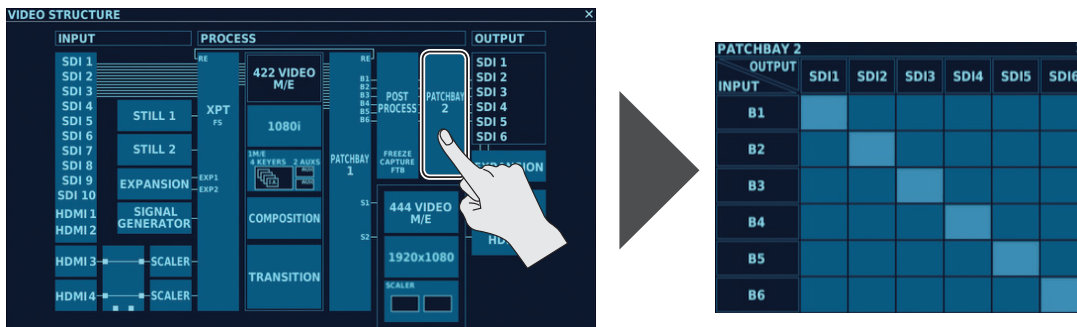 VIDEO STRUCTURE
×
INPUT
PROCESS
OUTPUT
SDI 1
SDI 2
SDI 3
SDI 4
SDI 5
SDI 6
SDI 7
SDI 8
SDI 9
SDI 10
HDMI 1
HDMI 2
HDMI 3
HDMI 4
STILL 1
STILL 2
EXPANSION
SIGNAL
GENERATOR
SCALER
SCALER
RE
XPT
FS
EXP1
EXP2
422 VIDEO
M/E
1080i
1M/E
4 KEYERS 2 AUXS
COMPOSITION
TRANSITION
RE
B1
B2
B3
B4
B5
B6
PATCHBAY
1
S1
S2
POST
PROCESS
FREEZE
CAPTURE
FTB
PATCHBAY
2
444 VIDEO
M/E
1920x1080
SCALER
SDI 1
SDI 2
SDI 3
SDI 4
SDI 5
SDI 6
PATCHBAY 2
OUTPUT
INPUT
SDI1 SDI2 SDI3 SDI4 SDI5 SDI6
B1
B2
B3
B4
B5
B6